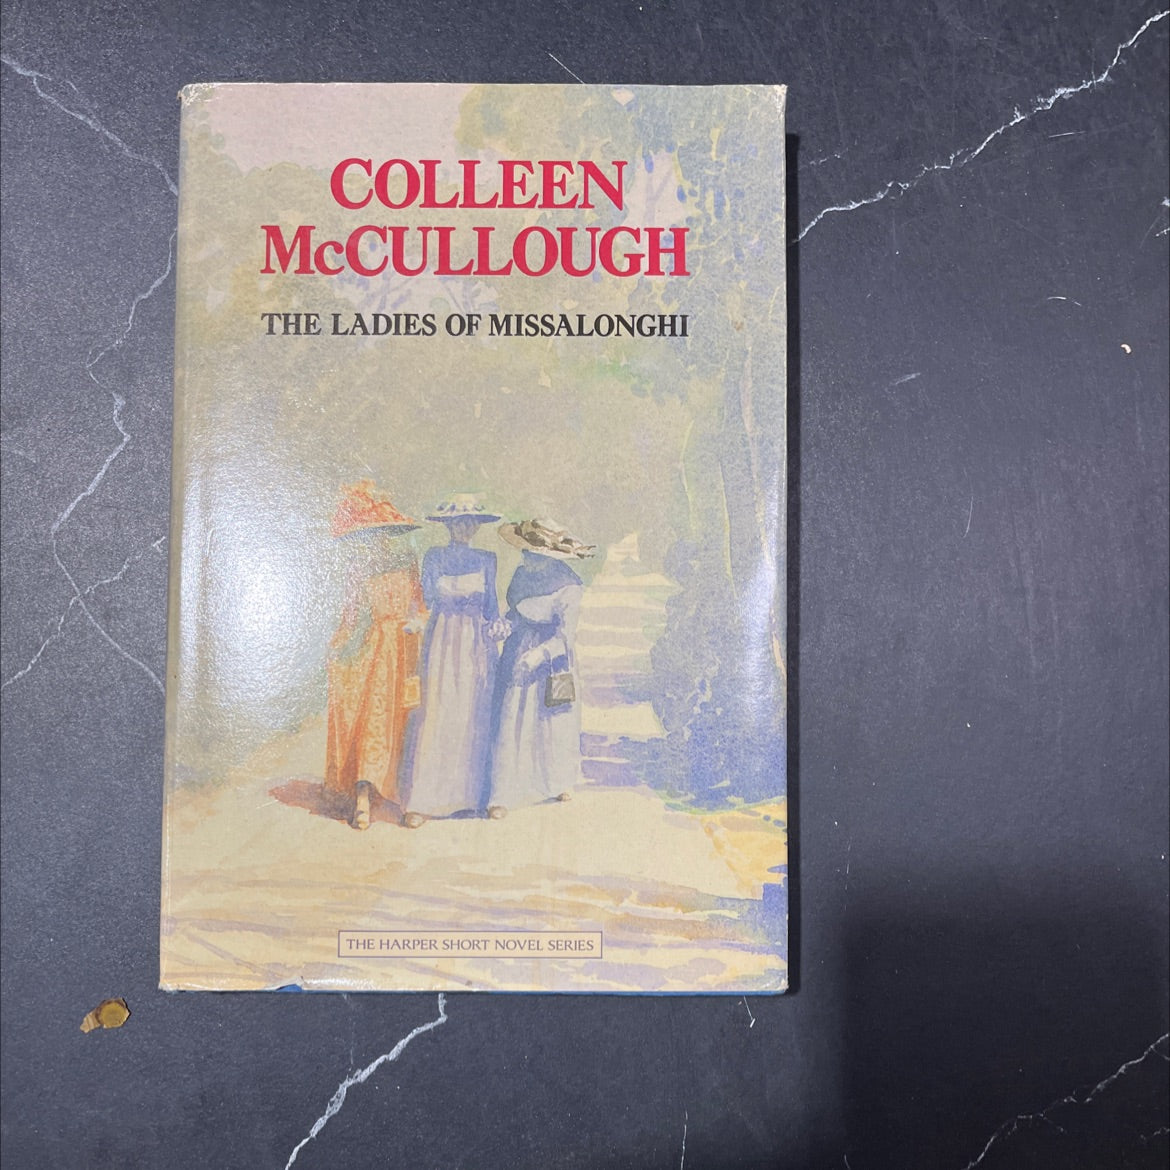 COLLEEN
McCULLOUGH
THE LADIES OF MISSALONGHI
THE HARPER SHORT NOVEL SERIES